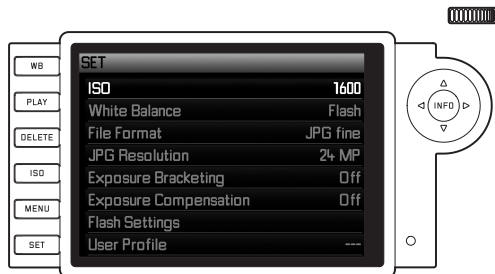 WB
PLAY
DELETE
ISO
MENU
SET
SET
ISO 1600
White Balance Flash
File Format JPG fine
JPG Resolution 24 MP
Exposure Bracketing Off
Exposure Compensation Off
Flash Settings
User Profile ---
INFO